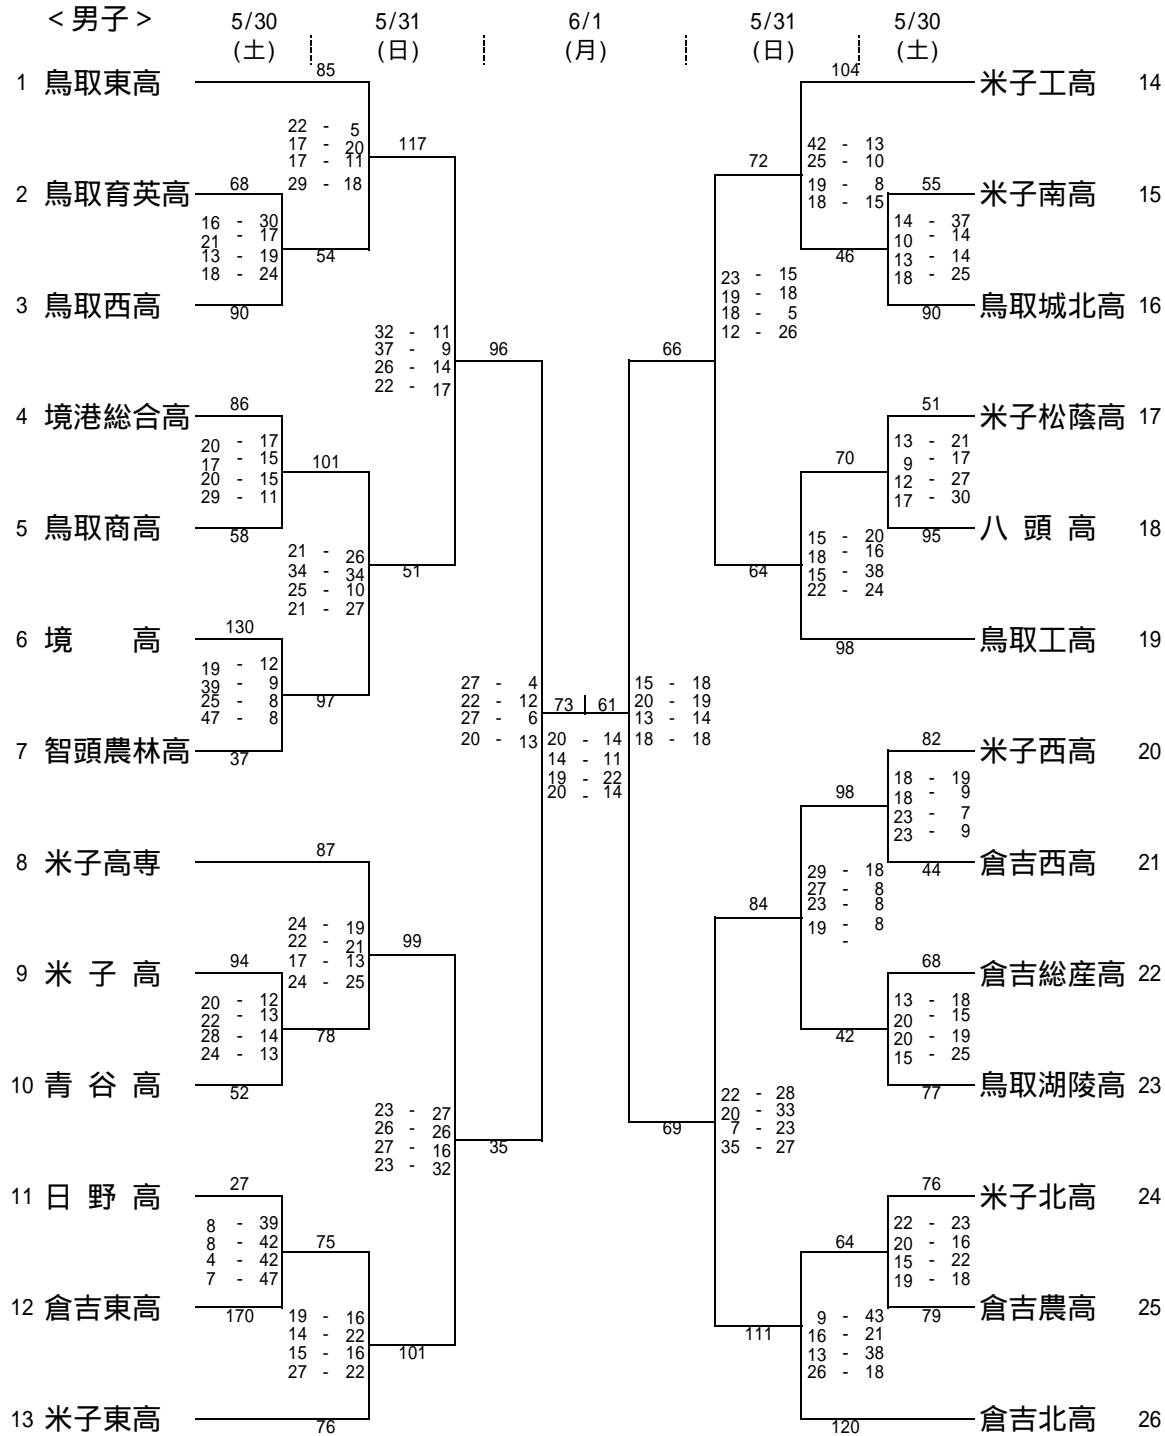 ＜男子＞ 5/30 5/31 6/1 5/31 5/30
(土) (日) (月) (日) (土)
85 104
1 鳥取東高 米子工高 14
22 - 5
17 - 20 117 42 - 13
17 - 11 72 25 - 10
29 - 18 19 - 8
68 18 - 15 55
2 鳥取育英高 米子南高 15
16 - 30 14 - 37
21 - 17 10 - 14
13 - 19 54 46 13 - 14
18 - 24 23 - 15 18 - 25
3 鳥取西高 19 - 18 鳥取城北高 16
90 18 - 5 90
32 - 11 12 - 26
37 - 9 96 66
26 - 14
22 - 17
86 51
4 境港総合高 米子松蔭高 17
20 - 17 13 - 21
17 - 15 101 70 9 - 17
20 - 15 12 - 27
29 - 11 17 - 30
5 鳥取商高 八頭高 18
58 15 - 20 95
21 - 26 18 - 16
34 - 34 51 64 15 - 38
25 - 10 22 - 24
21 - 27
130
6 境高 鳥取工高 19
98
19 - 12
39 - 9 27 - 4 15 - 18
25 - 8 97 22 - 12 73 61 20 - 19
47 - 8 27 - 6 13 - 14
20 - 13 20 - 14 18 - 18
7 智頭農林高 14 - 11 82 米子西高 20
37 19 - 22 18 - 19
20 - 14 98 18 - 9
23 - 7
23 - 9
87
8 米子高専 倉吉西高 21
29 - 18 44
27 - 8
84 23 - 8
24 - 19 19 - 8
22 - 21 99 -
17 - 13
94 24 - 25 68
9 米子高 倉吉総産高 22
20 - 12 13 - 18
22 - 13 20 - 15
28 - 14 78 42 20 - 19
24 - 13 15 - 25
10 青谷高 鳥取湖陵高 23
52 77
23 - 27 22 - 28
26 - 26 20 - 33
27 - 16 35 69 7 - 23
23 - 32 35 - 27
27 76
11 日野高 米子北高 24
8 - 39 22 - 23
8 - 42 75 64 20 - 16
4 - 42 15 - 22
7 - 47 19 - 18
12 倉吉東高 倉吉農高 25
170 19 - 16 9 - 43 79
14 - 22 111 16 - 21
15 - 16 101 13 - 38
27 - 22 26 - 18
13 米子東高 倉吉北高 26
76 120